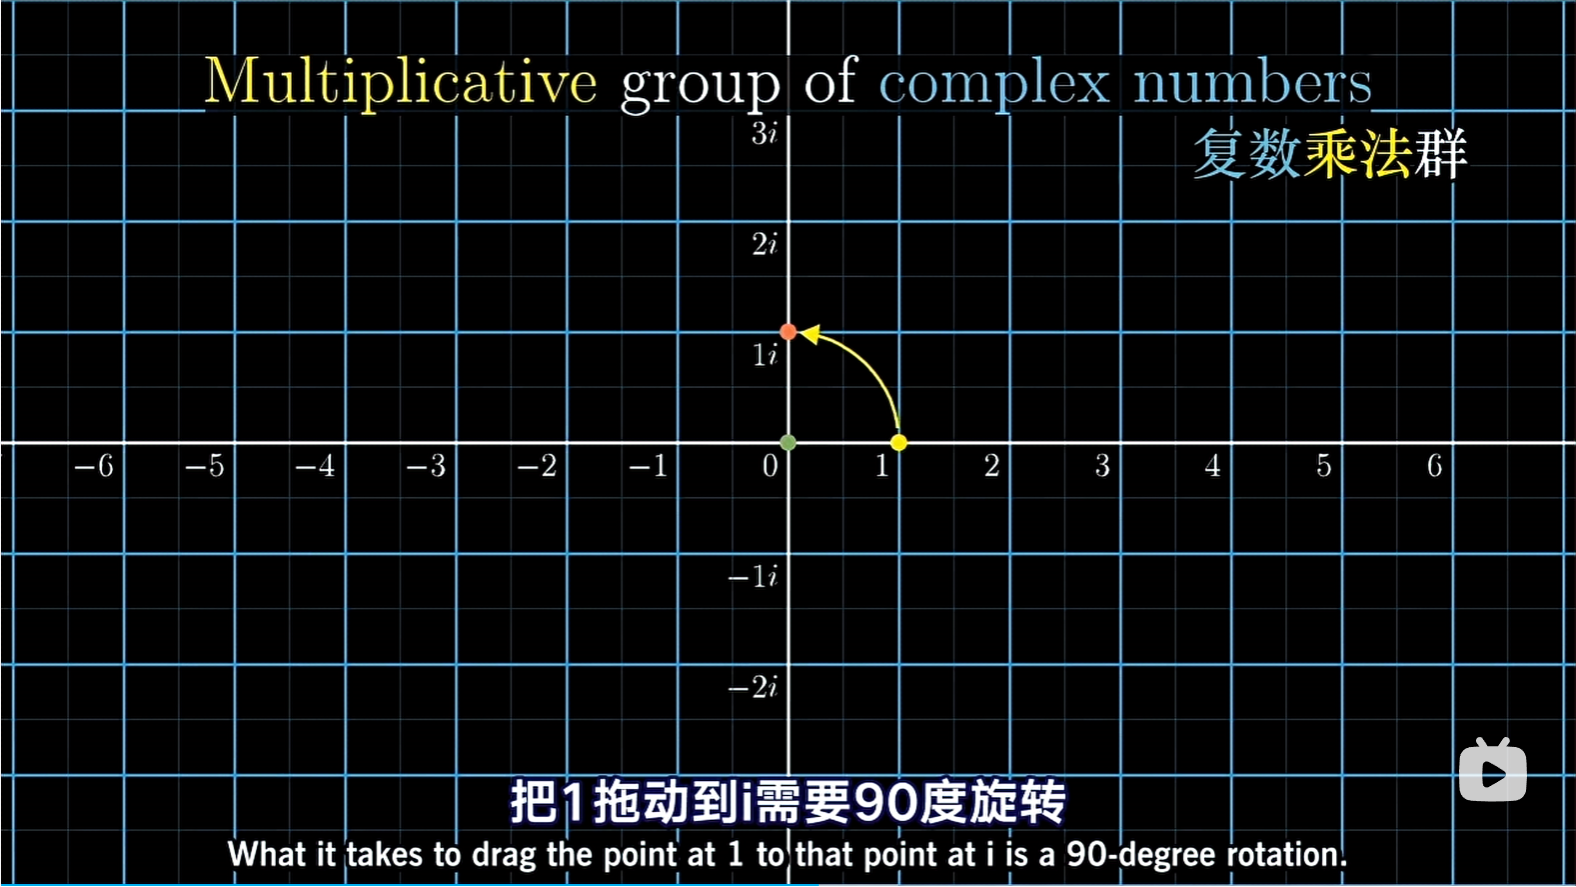 Multiplicative group of complex numbers
复数乘法群
3i
2i
1i
−6 −5 −4 −3 −2 −1 0 1 2 3 4 5 6
−1i
−2i
把1拖动到i需要90度旋转
What it takes to drag the point at 1 to that point at i is a 90-degree rotation.